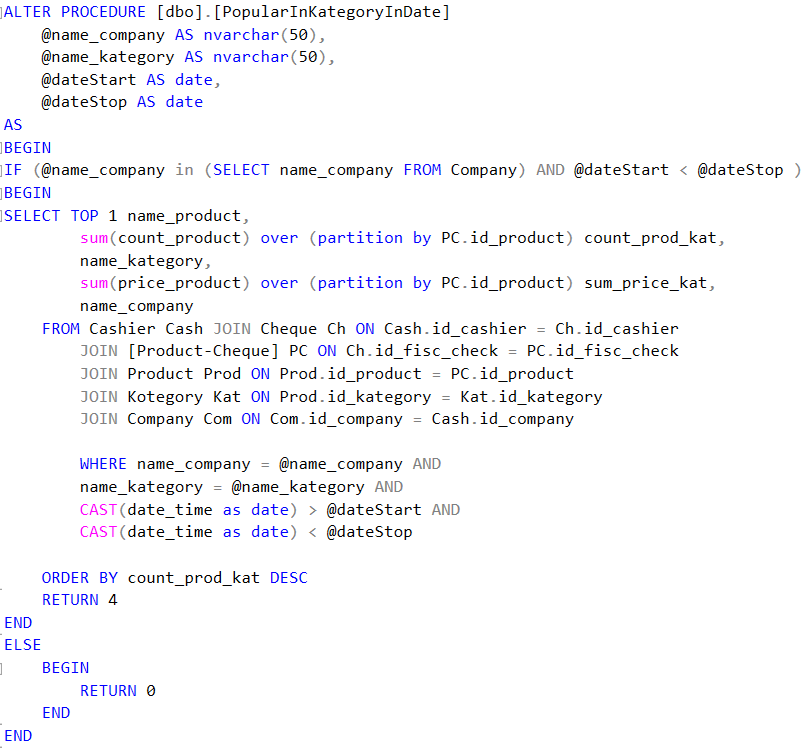 ALTER PROCEDURE [dbo].[PopularInKategoryInDate]
@name_company AS nvarchar(50),
@name_kategory AS nvarchar(50),
@dateStart AS date,
@dateStop AS date
AS
BEGIN
IF (@name_company in (SELECT name_company FROM Company) AND @dateStart < @dateStop )
BEGIN
SELECT TOP 1 name_product,
sum(count_product) over (partition by PC.id_product) count_prod_kat,
name_kategory,
sum(price_product) over (partition by PC.id_product) sum_price_kat,
name_company
FROM Cashier Cash JOIN Cheque Ch ON Cash.id_cashier = Ch.id_cashier
JOIN [Product-Cheque] PC ON Ch.id_fisc_check = PC.id_fisc_check
JOIN Product Prod ON Prod.id_product = PC.id_product
JOIN Kotegory Kat ON Prod.id_kategory = Kat.id_kategory
JOIN Company Com ON Com.id_company = Cash.id_company
WHERE name_company = @name_company AND
name_kategory = @name_kategory AND
CAST(date_time as date) > @dateStart AND
CAST(date_time as date) < @dateStop
ORDER BY count_prod_kat DESC
RETURN 4
END
ELSE
BEGIN
RETURN 0
END
END